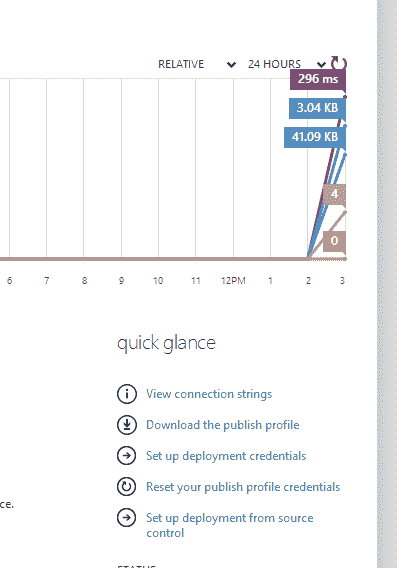 RELATIVE 24 HOURS
296 ms
3.04 KB
41.09 KB
4
0
6 7 8 9 10 11 12PM 1 2 3
quick glance
View connection strings
Download the publish profile
Set up deployment credentials
Reset your publish profile credentials
ce.
Set up deployment from source
control
STATUS